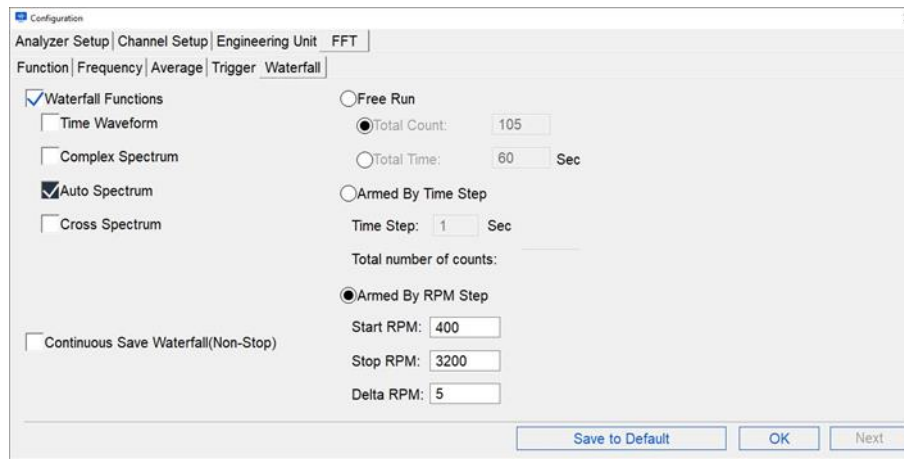 Configuration
Analyzer Setup Channel Setup Engineering Unit FFT
Function Frequency Average Trigger Waterfall
Waterfall Functions
Time Waveform
Complex Spectrum
Auto Spectrum
Cross Spectrum
Continuous Save Waterfall(Non-Stop)
Free Run
Total Count: 105
Total Time: 60 Sec
Armed By Time Step
Time Step: 1 Sec
Total number of counts:
Armed By RPM Step
Start RPM: 400
Stop RPM: 3200
Delta RPM: 5
Save to Default OK Next